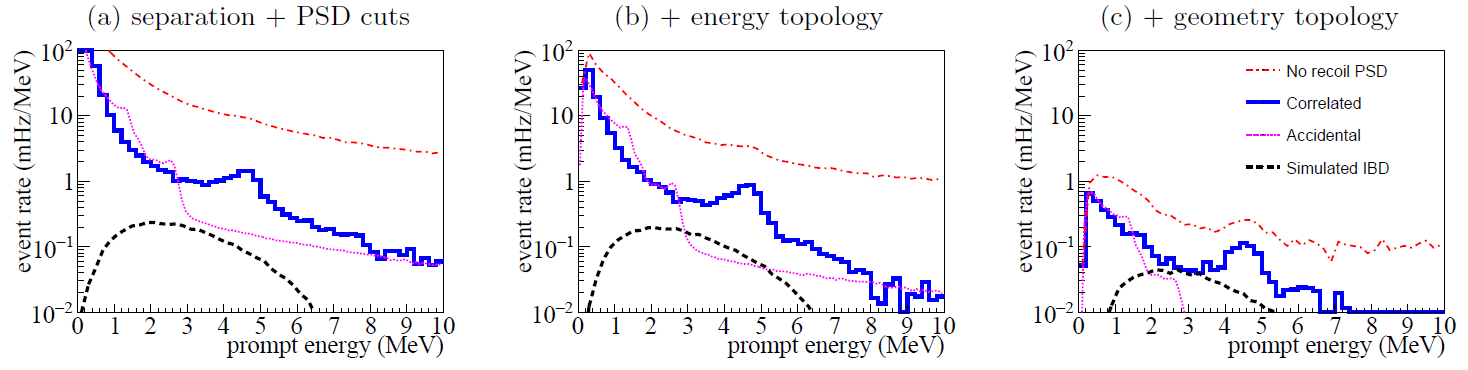 (a) separation + PSD cuts
event rate (mHz/MeV)
10²
10
1
10⁻¹
10⁻²
0 1 2 3 4 5 6 7 8 9 10
prompt energy (MeV)
(b) + energy topology
event rate (mHz/MeV)
10²
10
1
10⁻¹
10⁻²
0 1 2 3 4 5 6 7 8 9 10
prompt energy (MeV)
(c) + geometry topology
event rate (mHz/MeV)
10²
10
1
10⁻¹
10⁻²
0 1 2 3 4 5 6 7 8 9 10
prompt energy (MeV)
No recoil PSD
Correlated
Accidental
Simulated IBD